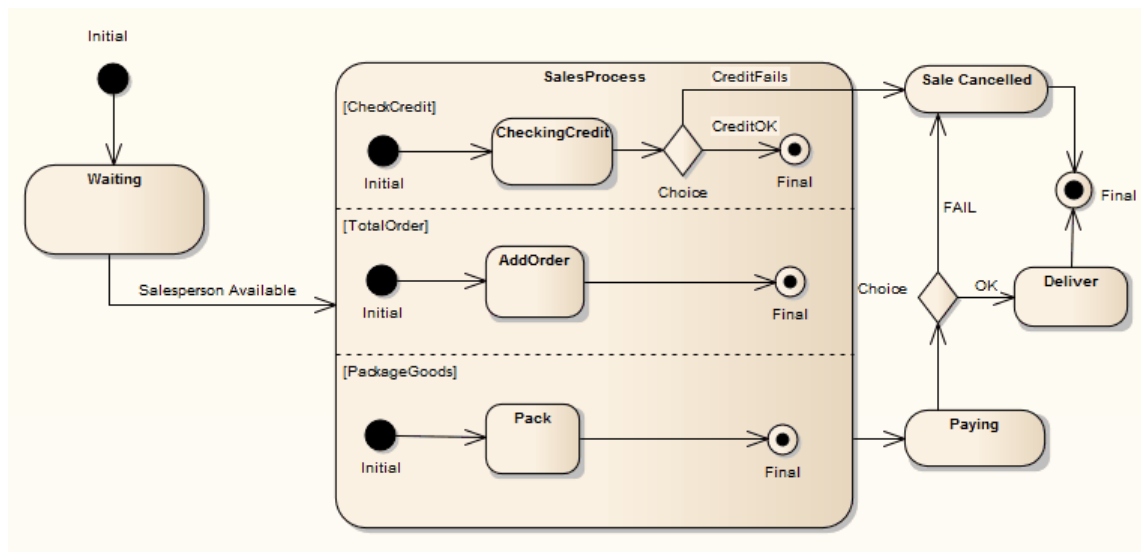 Initial
Waiting
Salesperson Available
SalesProcess
[CheckCredit]
Initial
CheckingCredit
Choice
CreditFails
CreditOK
Final
[TotalOrder]
Initial
AddOrder
Final
[PackageGoods]
Initial
Pack
Final
Sale Cancelled
Final
FAIL
Choice
OK
Deliver
Paying